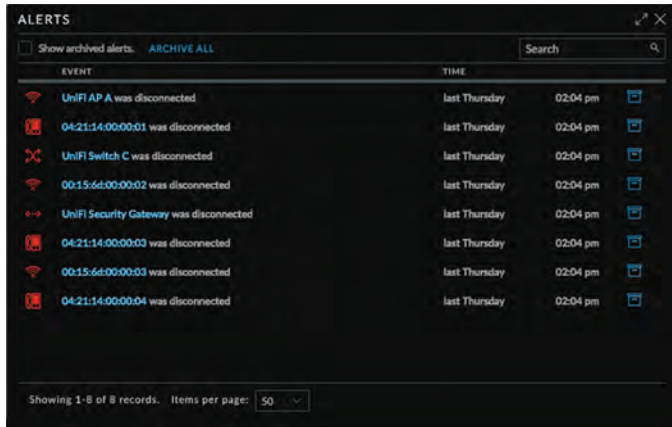 ALERTS
Show archived alerts. ARCHIVE ALL Search
EVENT TIME
UniFi AP A was disconnected last Thursday 02:04 pm
04:21:14:00:00:01 was disconnected last Thursday 02:04 pm
UniFi Switch C was disconnected last Thursday 02:04 pm
00:15:6d:00:00:02 was disconnected last Thursday 02:04 pm
UniFi Security Gateway was disconnected last Thursday 02:04 pm
04:21:14:00:00:03 was disconnected last Thursday 02:04 pm
00:15:6d:00:00:03 was disconnected last Thursday 02:04 pm
04:21:14:00:00:04 was disconnected last Thursday 02:04 pm
Showing 1-8 of 8 records. Items per page: 50